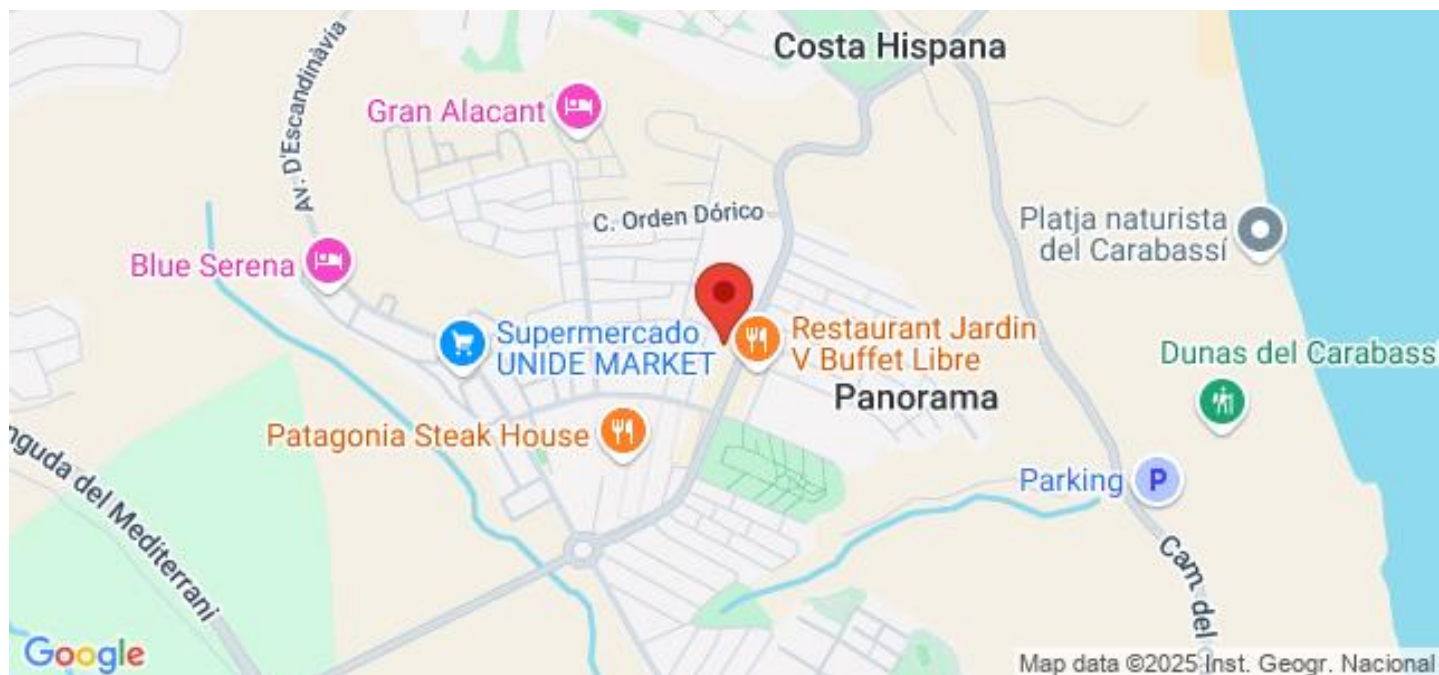 Costa Hispana
Av. D'Escandinàvia
Gran Alacant
C. Orden Dórico
Platja naturista
del Carabassí
Blue Serena
Supermercado
UNIDE MARKET
Restaurant Jardin
V Buffet Libre
Dunas del Carabass
Panorama
Patagonia Steak House
nguda del Mediterrani
Parking
P
Cam. del
Google
Map data ©2025 Inst. Geogr. Nacional